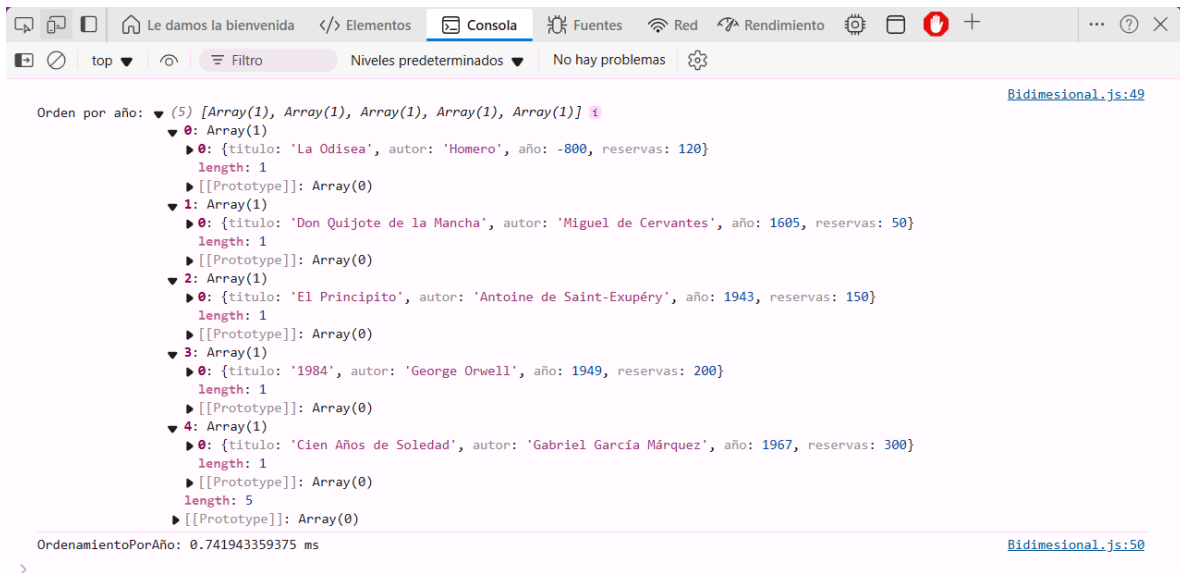 Le damos la bienvenida </> Elementos Consola Fuentes Red Rendimiento
top Filtro Niveles predeterminados No hay problemas
Bidimesional.js:49
Orden por año: (5) [Array(1), Array(1), Array(1), Array(1), Array(1)] i
0: Array(1)
0: {titulo: 'La Odisea', autor: 'Homero', año: -800, reservas: 120}
length: 1
[[Prototype]]: Array(0)
1: Array(1)
0: {titulo: 'Don Quijote de la Mancha', autor: 'Miguel de Cervantes', año: 1605, reservas: 50}
length: 1
[[Prototype]]: Array(0)
2: Array(1)
0: {titulo: 'El Principito', autor: 'Antoine de Saint-Exupéry', año: 1943, reservas: 150}
length: 1
[[Prototype]]: Array(0)
3: Array(1)
0: {titulo: '1984', autor: 'George Orwell', año: 1949, reservas: 200}
length: 1
[[Prototype]]: Array(0)
4: Array(1)
0: {titulo: 'Cien Años de Soledad', autor: 'Gabriel García Márquez', año: 1967, reservas: 300}
length: 1
[[Prototype]]: Array(0)
length: 5
[[Prototype]]: Array(0)
OrdenamientoPorAño: 0.741943359375 ms Bidimesional.js:50